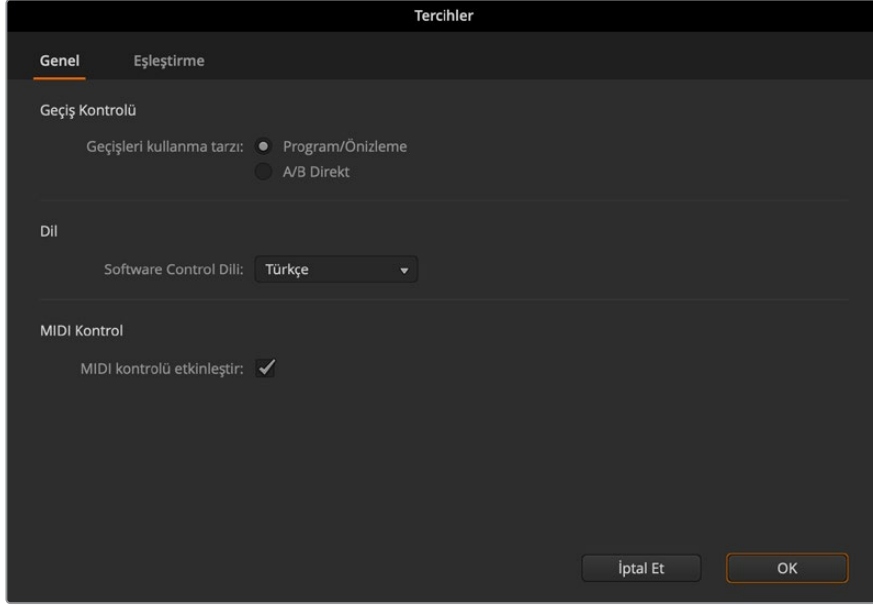 Tercihler
Genel Eşleştirme
Geçiş Kontrolü
Geçişleri kullanma tarzı: Program/Önizleme
A/B Direkt
Dil
Software Control Dili: Türkçe
MIDI Kontrol
MIDI kontrolü etkinleştir:
İptal Et OK